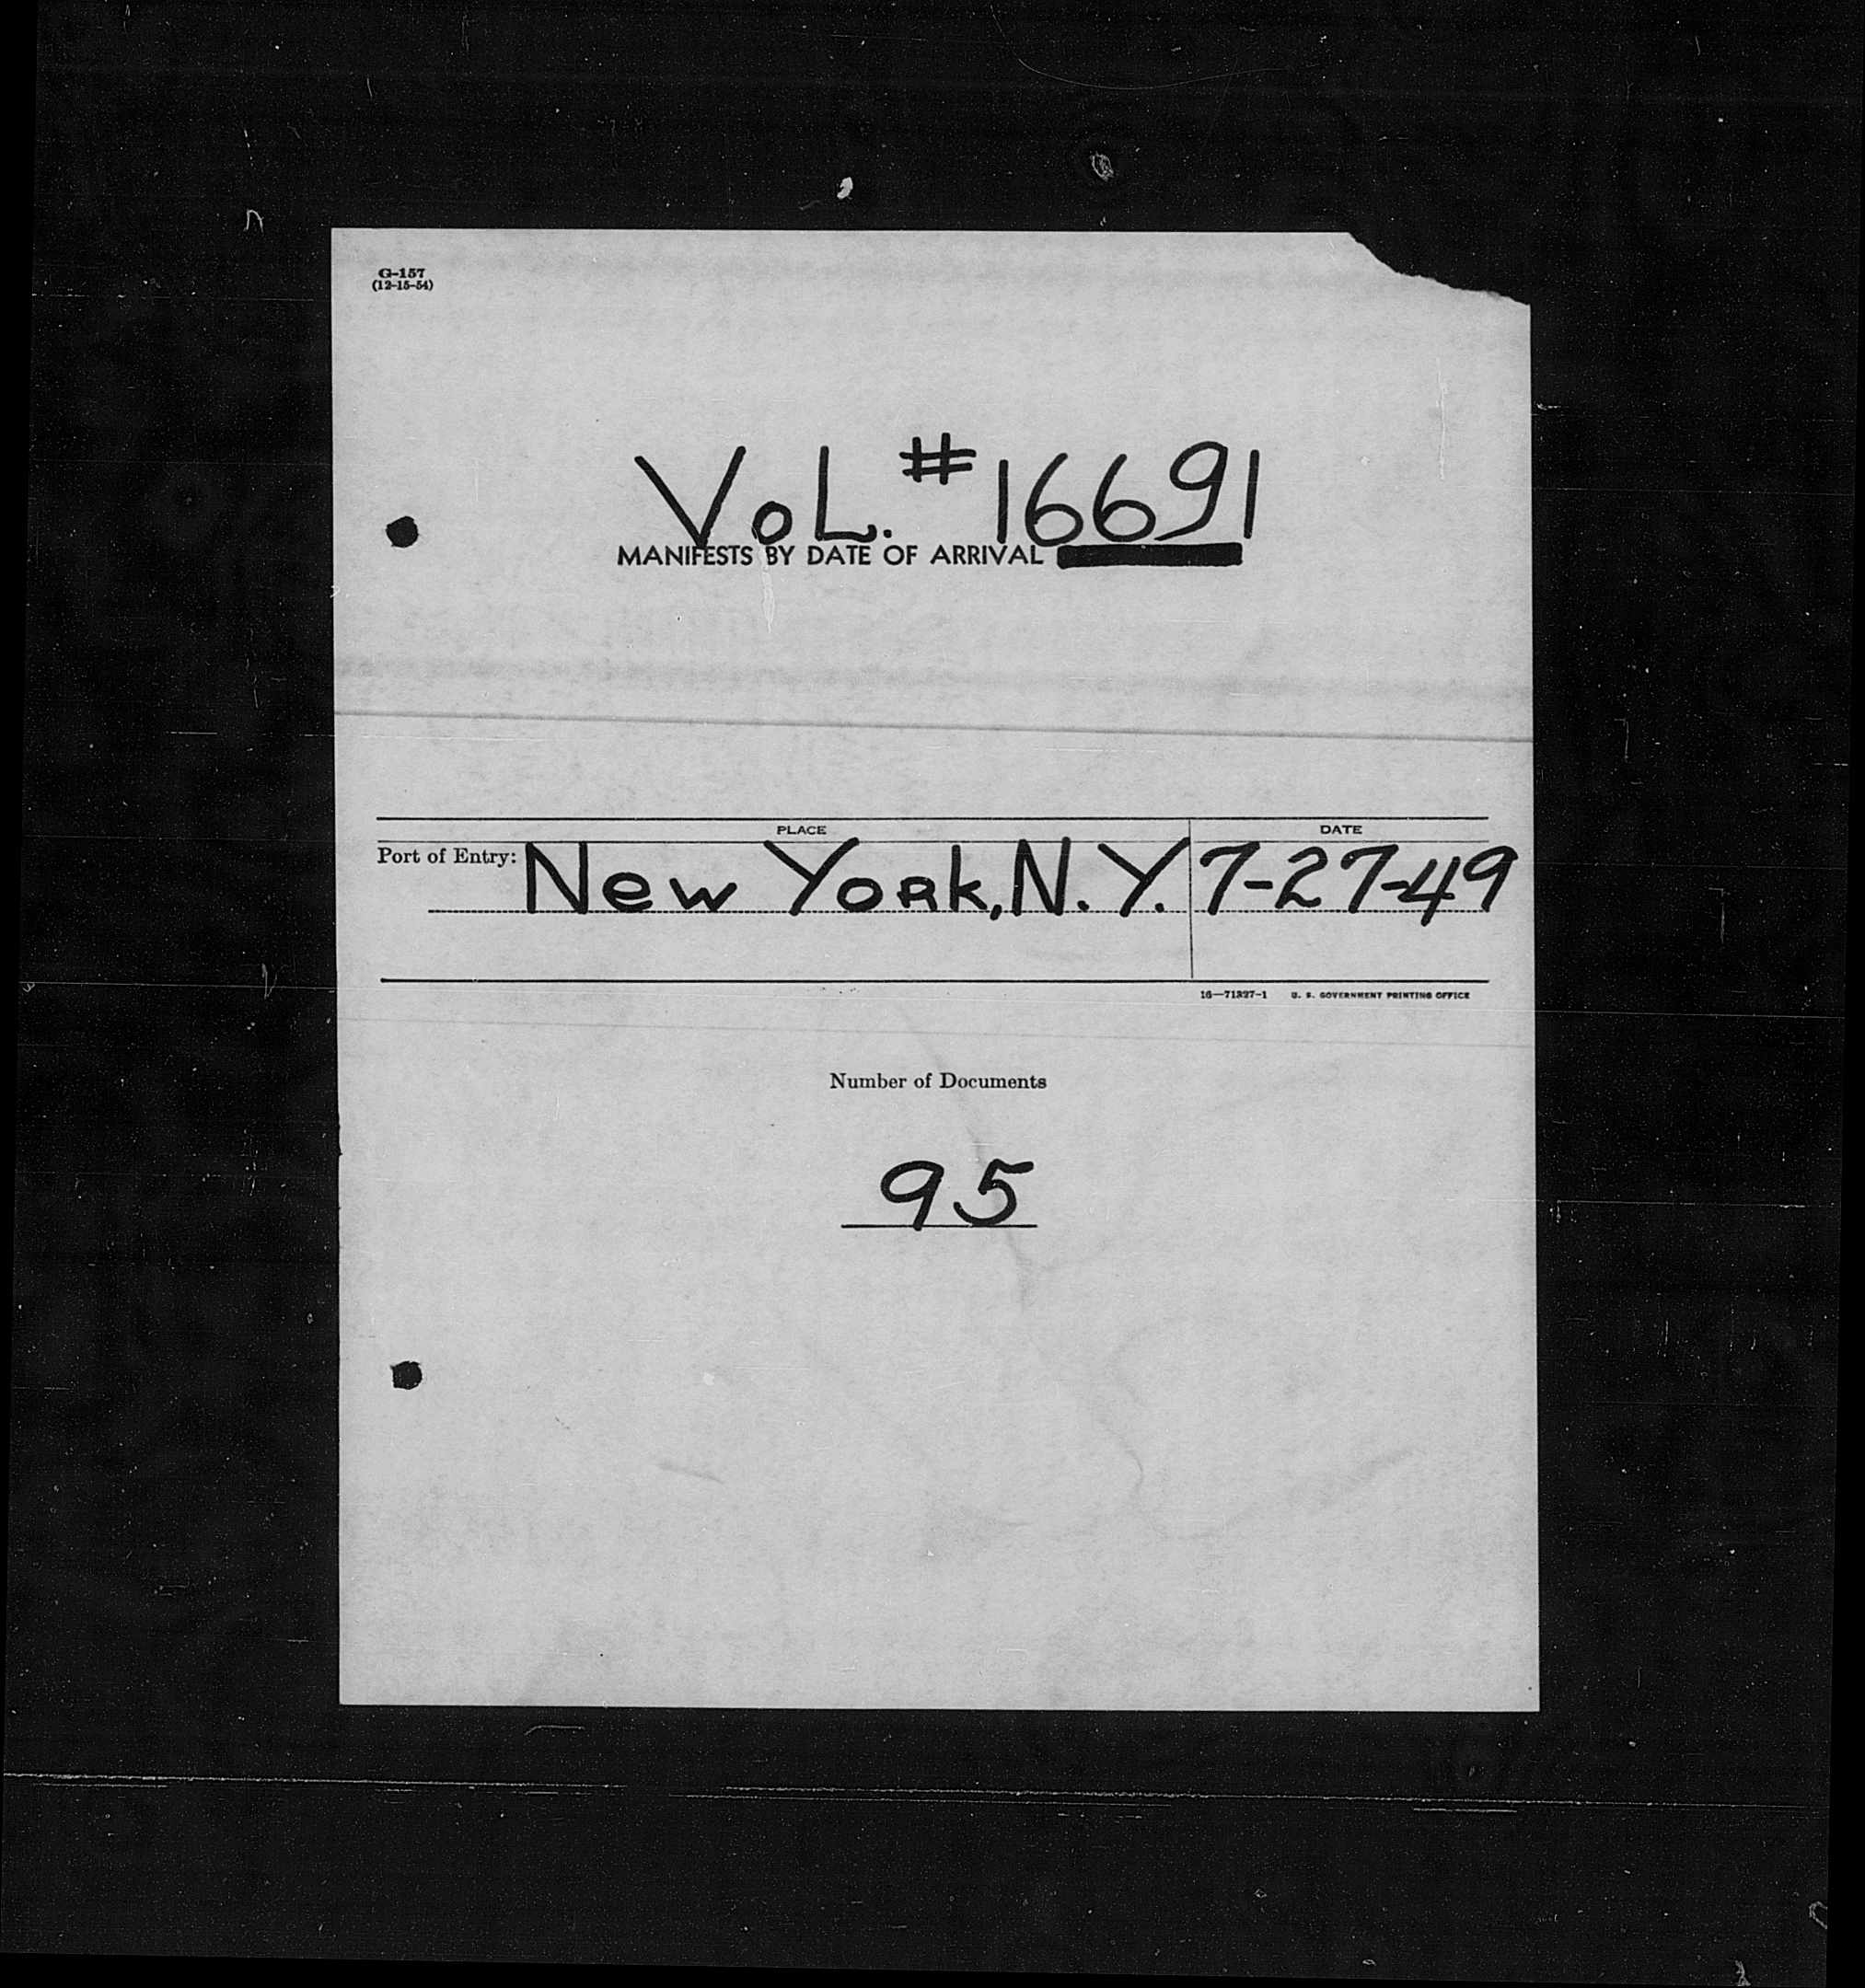 G-157
(12-15-54)
VoL. #16691
MANIFESTS BY DATE OF ARRIVAL
PLACE DATE
Port of Entry: New York, N.Y. 7-27-49
16—71327-1 U. S. GOVERNMENT PRINTING OFFICE
Number of Documents
95